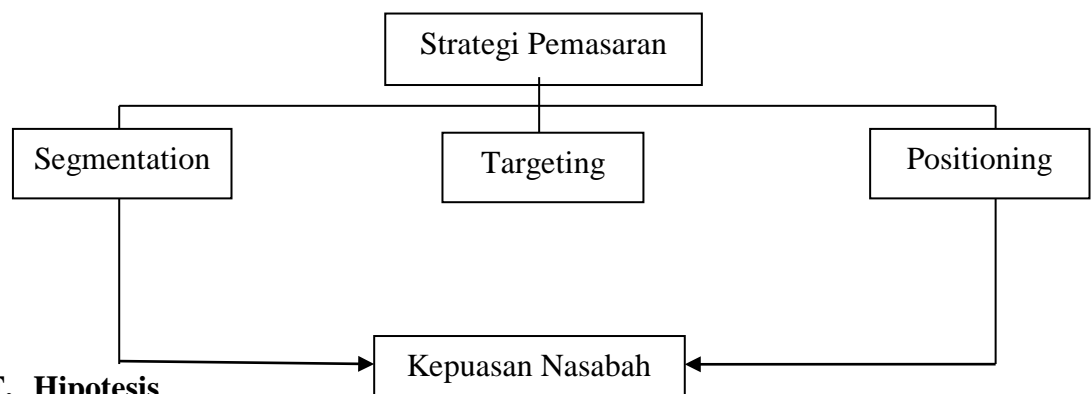 Strategi Pemasaran
Segmentation
Targeting
Positioning
Kepuasan Nasabah
Hipotesis